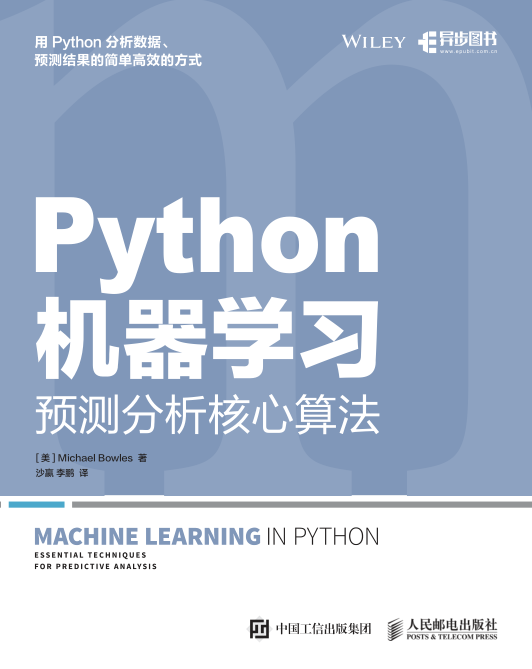 用 Python 分析数据、
预测结果的简单高效的方式
WILEY
异步图书
www.epubit.com.cn
Python
机器学习
预测分析核心算法
[美] Michael Bowles 著
沙嬴 李鹏 译
MACHINE LEARNING IN PYTHON
ESSENTIAL TECHNIQUES
FOR PREDICTIVE ANALYSIS
中国工信出版集团
人民邮电出版社
POSTS & TELECOM PRESS